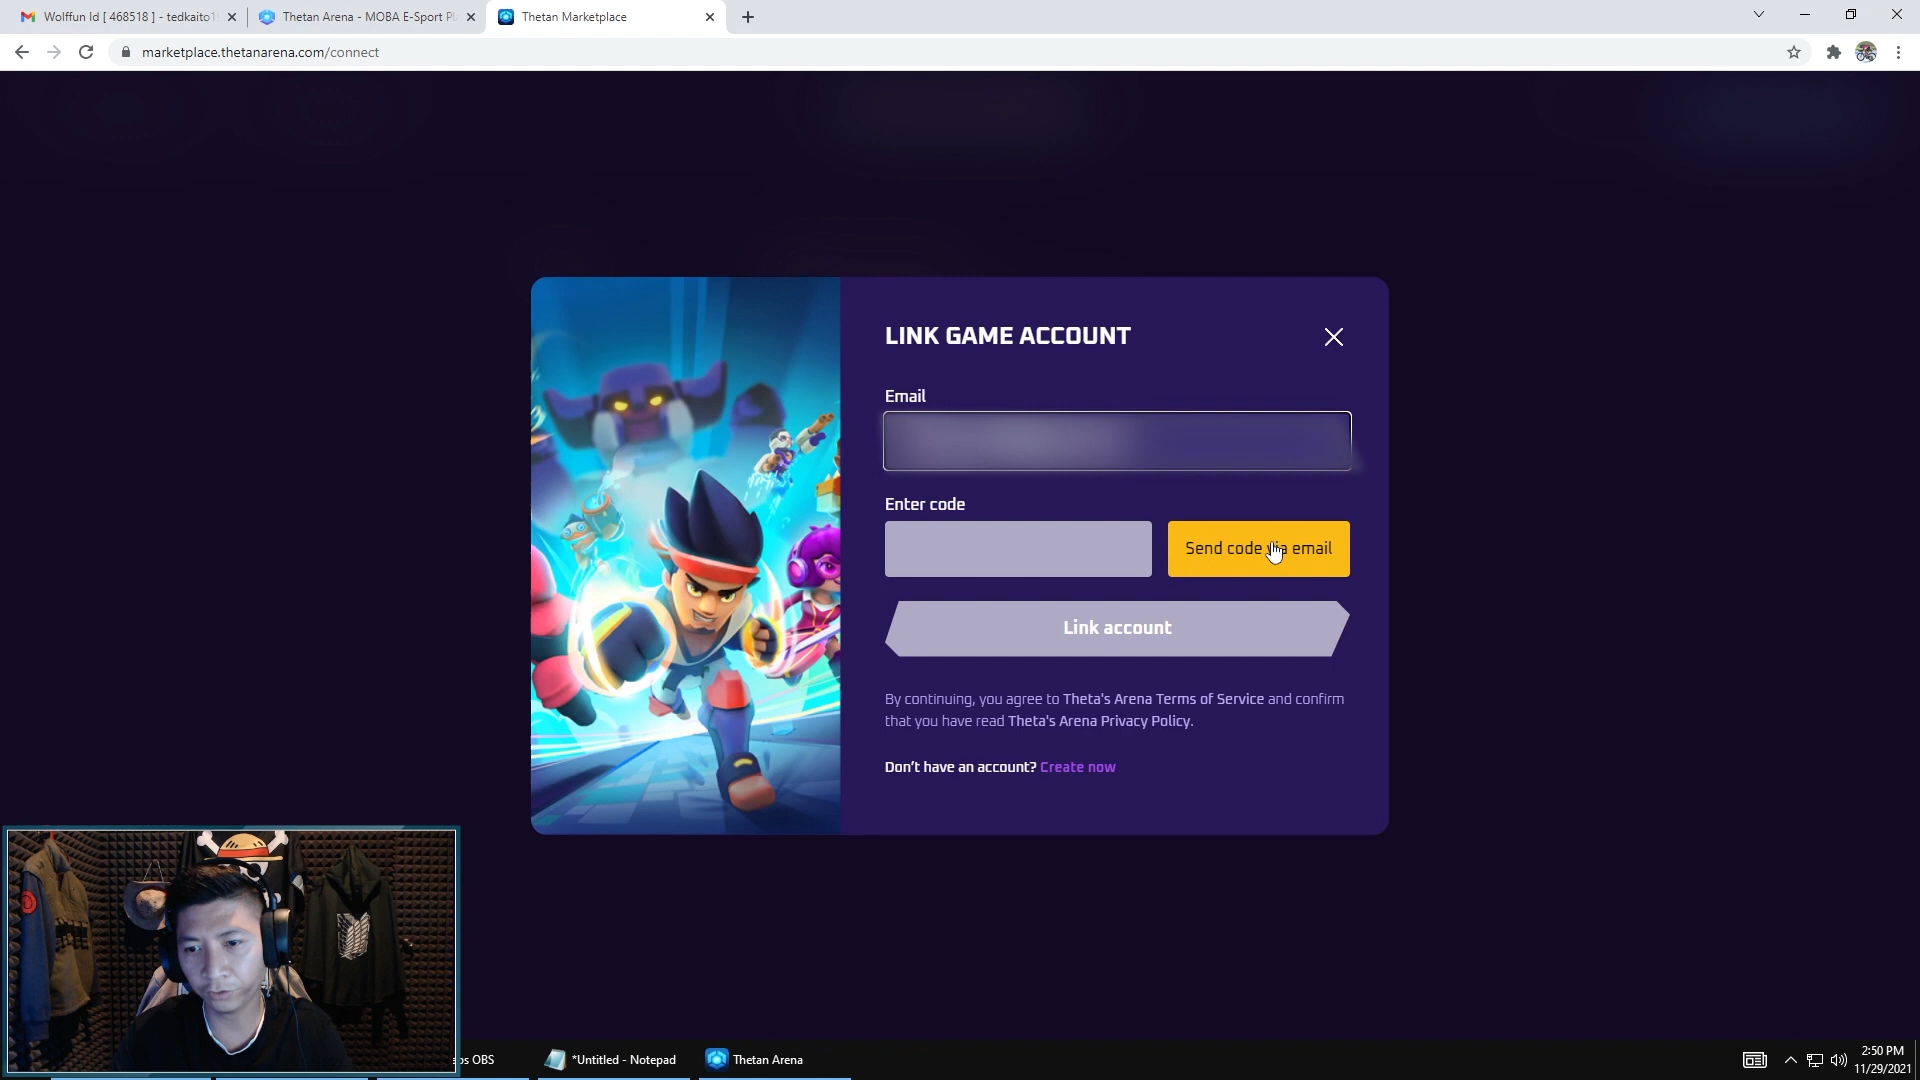 Wolffun Id [ 468518 ] - tedkaito1
Thetan Arena - MOBA E-Sport Pl
Thetan Marketplace
marketplace.thetanarena.com/connect
LINK GAME ACCOUNT
Email
Enter code
Send code via email
Link account
By continuing, you agree to Theta's Arena Terms of Service and confirm
that you have read Theta's Arena Privacy Policy.
Don't have an account? Create now
OBS
*Untitled - Notepad
Thetan Arena
2:50 PM
11/29/2021